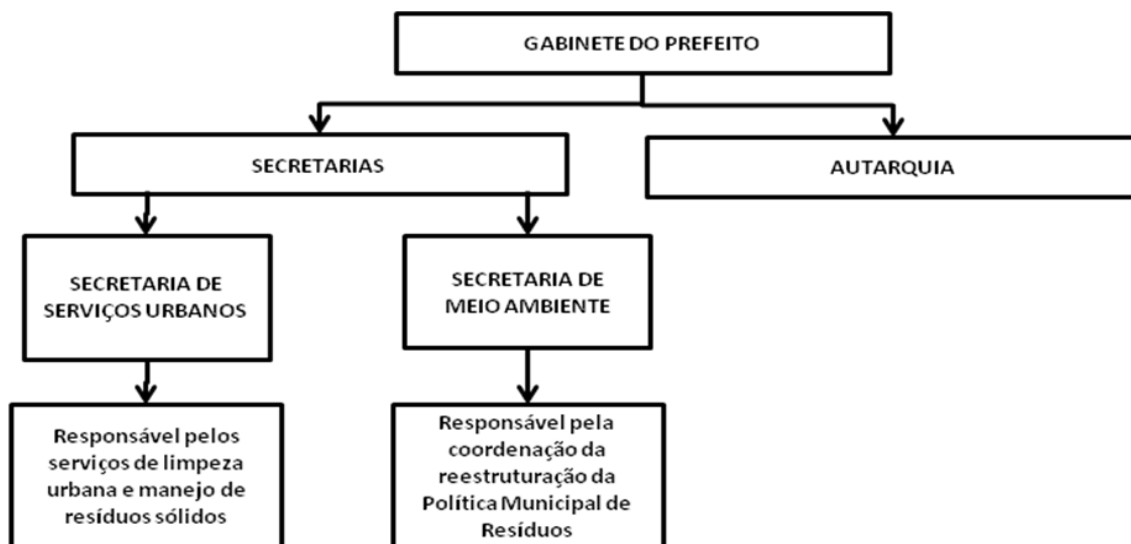 GABINETE DO PREFEITO
SECRETARIAS
AUTARQUIA
SECRETARIA DE
SERVIÇOS URBANOS
SECRETARIA DE
MEIO AMBIENTE
Responsável pelos
serviços de limpeza
urbana e manejo de
resíduos sólidos
Responsável pela
coordenação da
reestruturação da
Política Municipal de
Resíduos